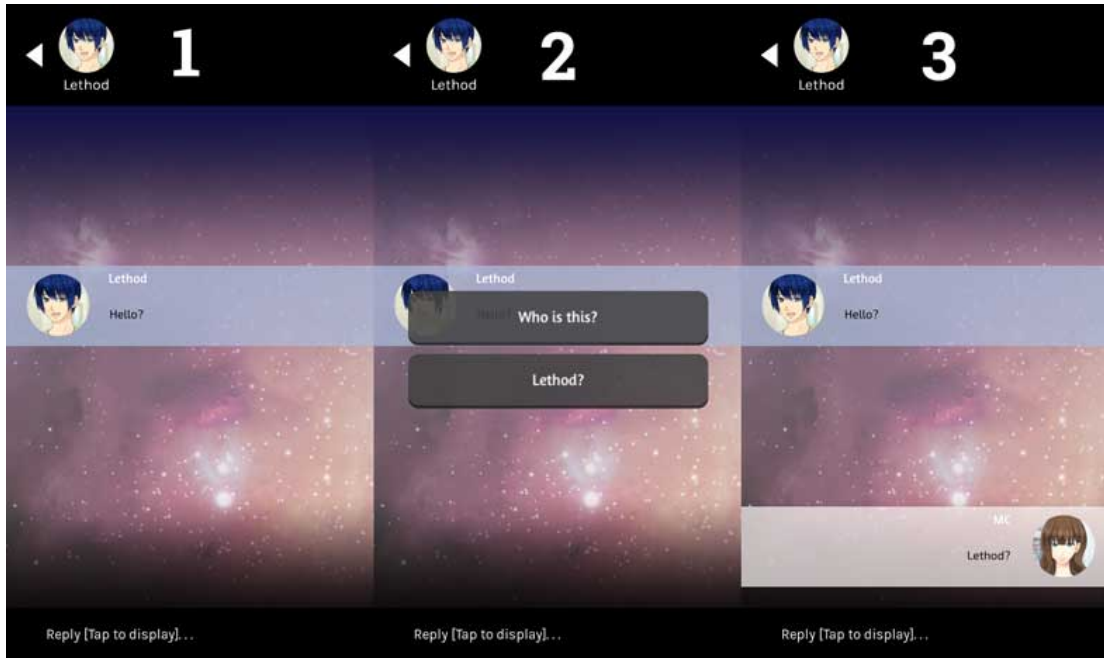 1
Lethod
Lethod
Hello?
Reply [Tap to display]...
2
Lethod
Lethod
Hello?
Who is this?
Lethod?
Reply [Tap to display]...
3
Lethod
Lethod
Hello?
MC
Lethod?
Reply [Tap to display]...